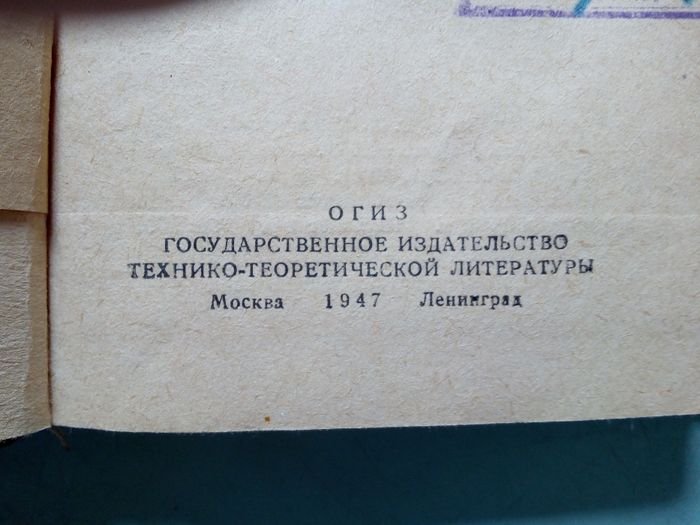 ОГИЗ
ГОСУДАРСТВЕННОЕ ИЗДАТЕЛЬСТВО
ТЕХНИКО-ТЕОРЕТИЧЕСКОЙ ЛИТЕРАТУРЫ
Москва 1947 Ленинград